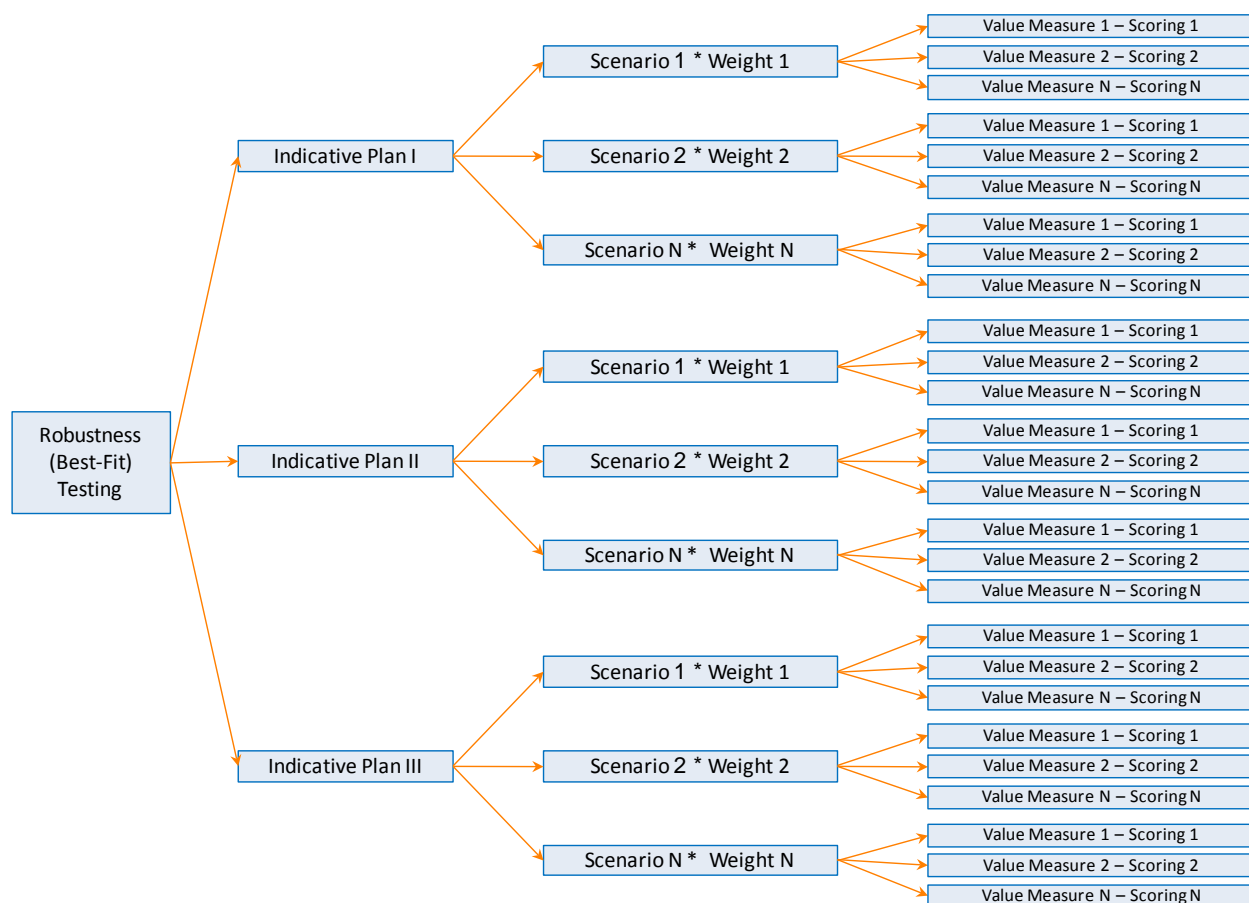 Robustness
(Best-Fit)
Testing
Indicative Plan I
Scenario 1 * Weight 1
Value Measure 1 – Scoring 1
Value Measure 2 – Scoring 2
Value Measure N – Scoring N
Scenario 2 * Weight 2
Value Measure 1 – Scoring 1
Value Measure 2 – Scoring 2
Value Measure N – Scoring N
Scenario N * Weight N
Value Measure 1 – Scoring 1
Value Measure 2 – Scoring 2
Value Measure N – Scoring N
Indicative Plan II
Scenario 1 * Weight 1
Value Measure 1 – Scoring 1
Value Measure 2 – Scoring 2
Value Measure N – Scoring N
Scenario 2 * Weight 2
Value Measure 1 – Scoring 1
Value Measure 2 – Scoring 2
Value Measure N – Scoring N
Scenario N * Weight N
Value Measure 1 – Scoring 1
Value Measure 2 – Scoring 2
Value Measure N – Scoring N
Indicative Plan III
Scenario 1 * Weight 1
Value Measure 1 – Scoring 1
Value Measure 2 – Scoring 2
Value Measure N – Scoring N
Scenario 2 * Weight 2
Value Measure 1 – Scoring 1
Value Measure 2 – Scoring 2
Value Measure N – Scoring N
Scenario N * Weight N
Value Measure 1 – Scoring 1
Value Measure 2 – Scoring 2
Value Measure N – Scoring N